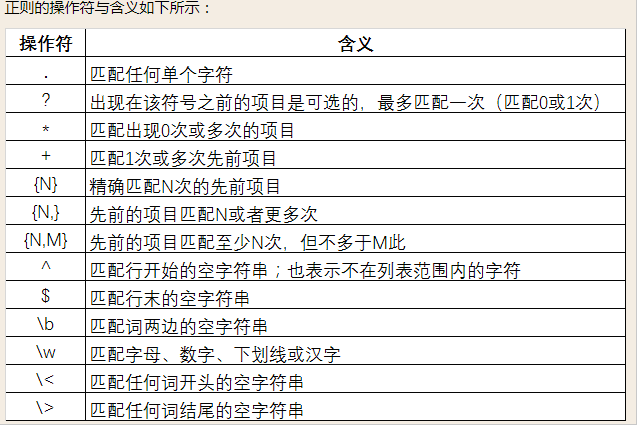 正则的操作符与含义如下所示：
操作符 含义
. 匹配任何单个字符
? 出现在该符号之前的项目是可选的，最多匹配一次（匹配0或1次）
* 匹配出现0次或多次的项目
+ 匹配1次或多次先前项目
{N} 精确匹配N次的先前项目
{N,} 先前的项目匹配N或者更多次
{N,M} 先前的项目匹配至少N次，但不多于M此
^ 匹配行开始的空字符串；也表示不在列表范围内的字符
$ 匹配行末的空字符串
\b 匹配词两边的空字符串
\w 匹配字母、数字、下划线或汉字
\< 匹配任何词开头的空字符串
\> 匹配任何词结尾的空字符串